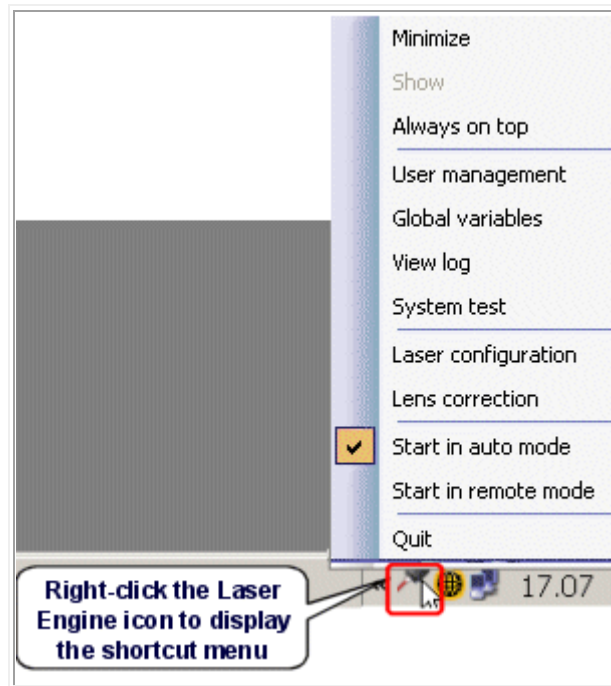 Minimize
Show
Always on top
User management
Global variables
View log
System test
Laser configuration
Lens correction
Start in auto mode
Start in remote mode
Quit
17.07
Right-click the Laser
Engine icon to display
the shortcut menu